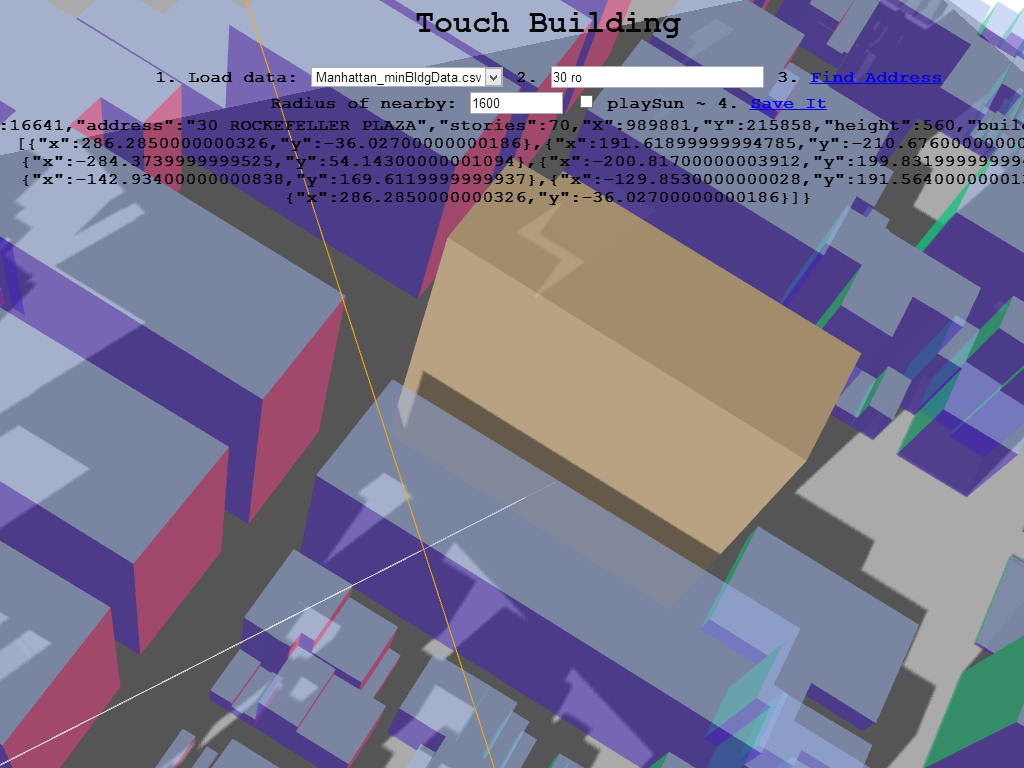 Touch Building
1. Load data: Manhattan_minBldgData.csv 2. 30 ro 3. Find Address
Radius of nearby: 1600 playSun ~ 4. Save It
:16641,"address":"30 ROCKEFELLER PLAZA","stories":70,"x":989881,"Y":215858,"height":560,"buil
[{"x":286.2850000000326,"y":-36.02700000000186},{"x":191.61899999994785,"y":-210.676000000
{"x":-284.3739999999525,"y":54.14300000001094},{"x":-200.81700000003912,"y":199.831999999
{"x":-142.93400000000838,"y":169.6119999999937},{"x":-129.8530000000028,"y":191.5640000001
{"x":286.2850000000326,"y":-36.02700000000186}]}